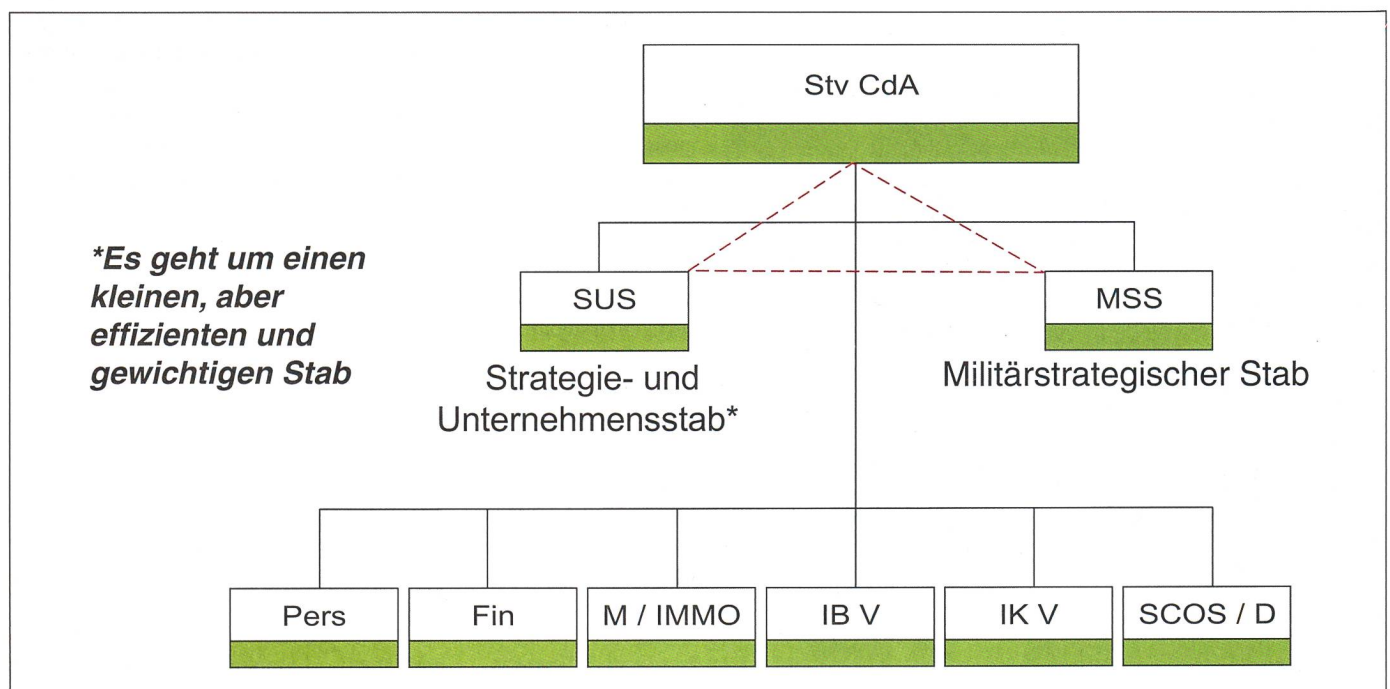 Stv CdA
*Es geht um einen
kleinen, aber
effizienten und
gewichtigen Stab
SUS
MSS
Strategie- und
Unternehmensstab*
Militärstrategischer Stab
Pers
Fin
M / IMMO
IB V
IK V
SCOS / D